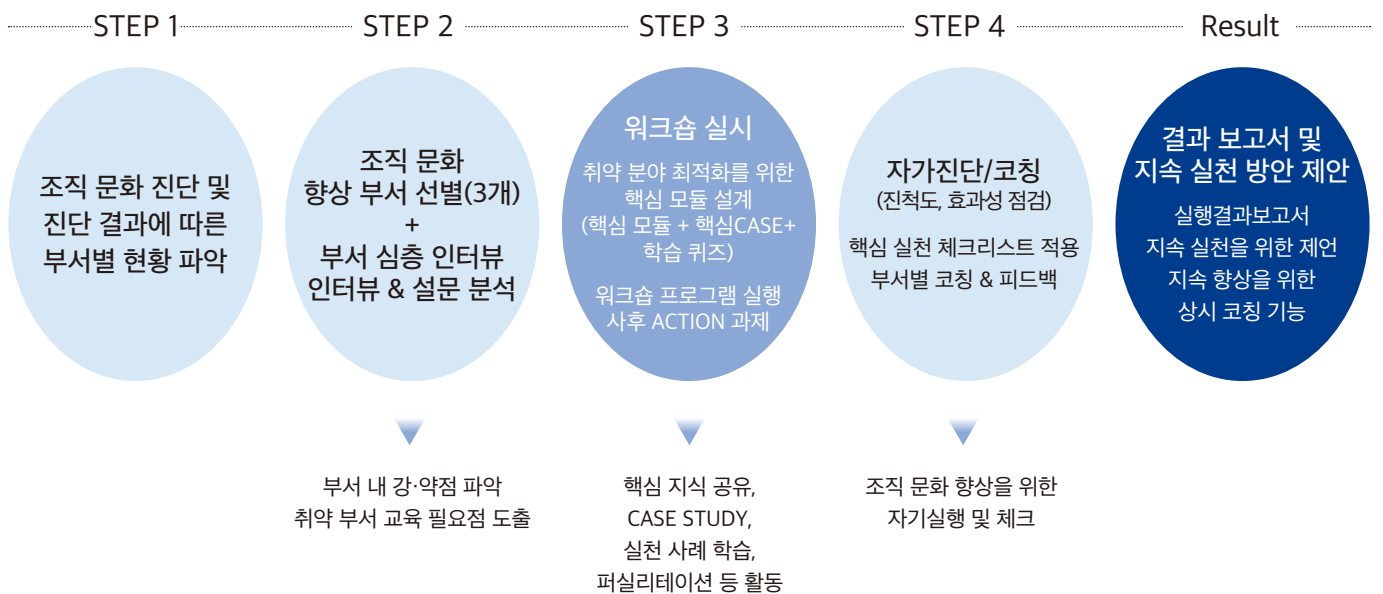 STEP 1
STEP 2
STEP 3
STEP 4
Result
조직 문화 진단 및
진단 결과에 따른
부서별 현황 파악
조직 문화
향상 부서 선별(3개)
+
부서 심층 인터뷰
인터뷰 & 설문 분석
워크숍 실시
취약 분야 최적화를 위한
핵심 모듈 설계
(핵심 모듈 + 핵심CASE+
학습 퀴즈)
워크숍 프로그램 실행
사후 ACTION 과제
자가진단/코칭
(진척도, 효과성 점검)
핵심 실천 체크리스트 적용
부서별 코칭 & 피드백
결과 보고서 및
지속 실천 방안 제안
실행결과보고서
지속 실천을 위한 제언
지속 향상을 위한
상시 코칭 기능
부서 내 강·약점 파악
취약 부서 교육 필요점 도출
핵심 지식 공유,
CASE STUDY,
실천 사례 학습,
퍼실리테이션 등 활동
조직 문화 향상을 위한
자기실행 및 체크